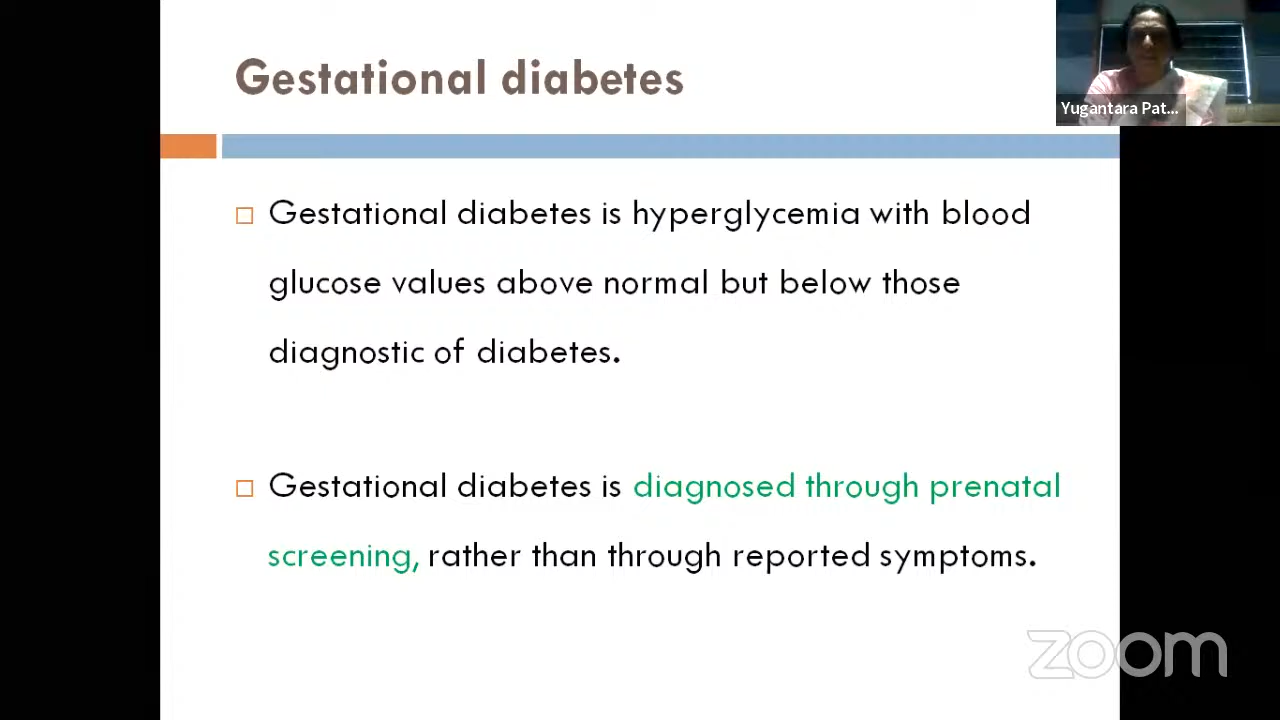 Gestational diabetes
Yugantara Pat...
Gestational diabetes is hyperglycemia with blood
glucose values above normal but below those
diagnostic of diabetes.
Gestational diabetes is diagnosed through prenatal
screening, rather than through reported symptoms.
zoom